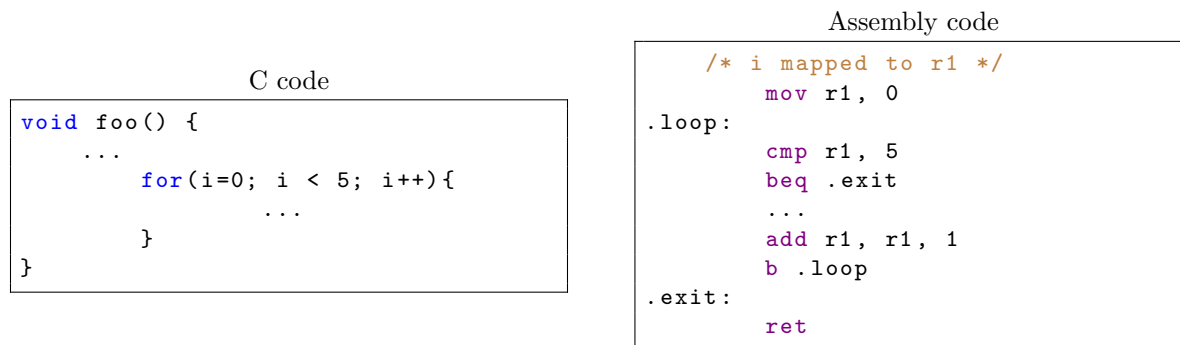 C code
void foo() {
...
for(i=0; i < 5; i++){
...
}
}
Assembly code
/* i mapped to r1 */
mov r1, 0
.loop:
cmp r1, 5
beq .exit
...
add r1, r1, 1
b .loop
.exit:
ret